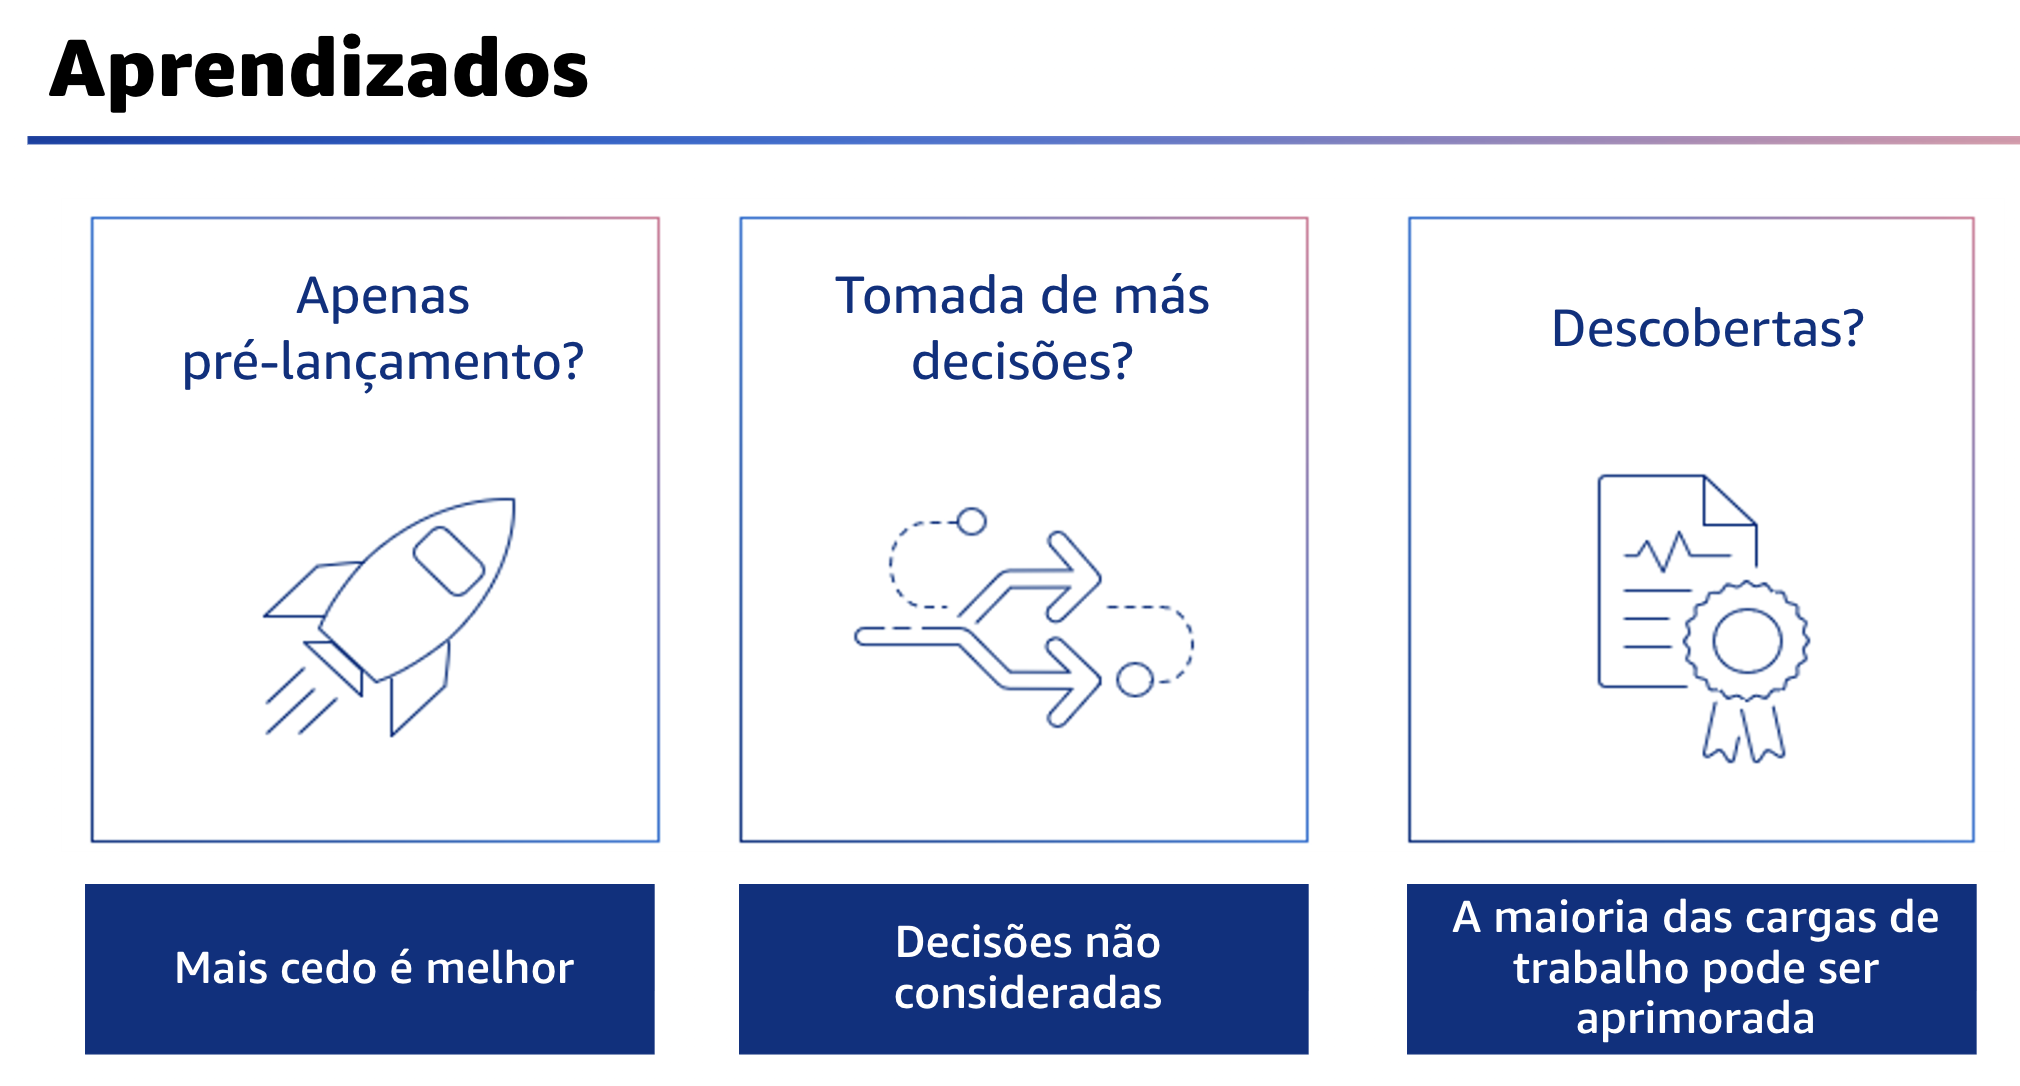 Aprendizados
Apenas
pré-lançamento?
Tomada de más
decisões?
Descobertas?
Mais cedo é melhor
Decisões não
consideradas
A maioria das cargas de
trabalho pode ser
aprimorada